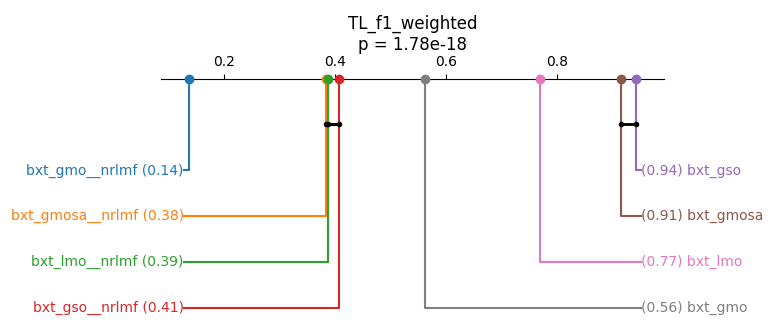 TL_f1_weighted
p = 1.78e-18
0.2 0.4 0.6 0.8
bxt_gmo__nrlmf (0.14) (0.94) bxt_gso
bxt_gmosa__nrlmf (0.38) (0.91) bxt_gmosa
bxt_lmo__nrlmf (0.39) (0.77) bxt_lmo
bxt_gso__nrlmf (0.41) (0.56) bxt_gmo